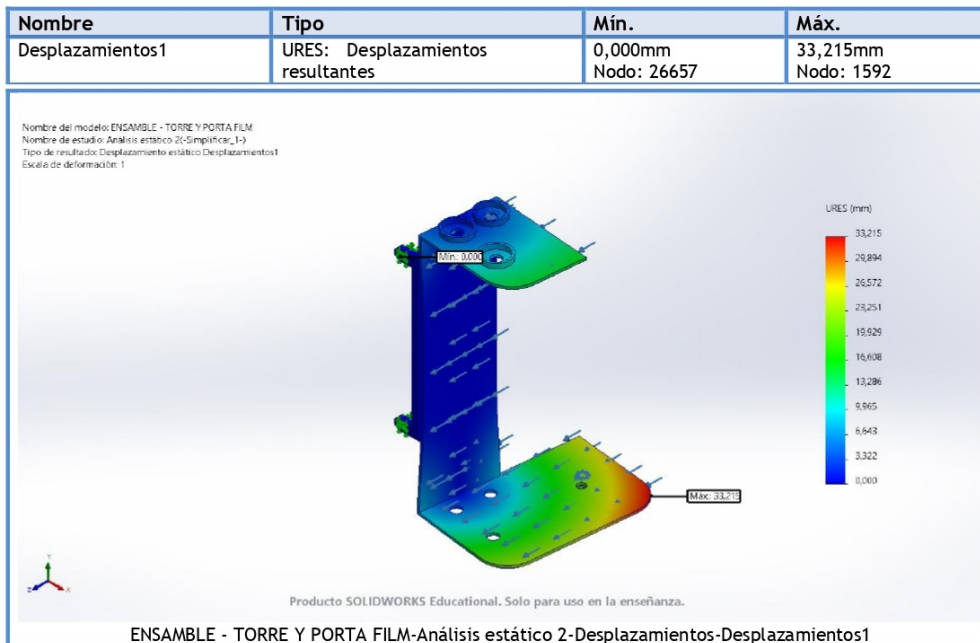 Nombre Tipo Mín. Máx.
Desplazamientos1 URES: Desplazamientos 0,000mm 33,215mm
resultantes Nodo: 26657 Nodo: 1592
Nombre del modelo: ENSAMBLE - TORRE Y PORTA FILM
Nombre de estudio: Análisis estático 2(-Simplificar_1-)
Tipo de resultado: Desplazamiento estático Desplazamientos1
Escala de deformación: 1
URES (mm)
33,215
29,894
26,572
23,251
19,929
16,608
13,286
9,965
6,643
3,322
0,000
Mín.: 0,000
Máx.: 33,215
Y
Z
X
Producto SOLIDWORKS Educational. Solo para uso en la enseñanza.
ENSAMBLE - TORRE Y PORTA FILM-Análisis estático 2-Desplazamientos-Desplazamientos1